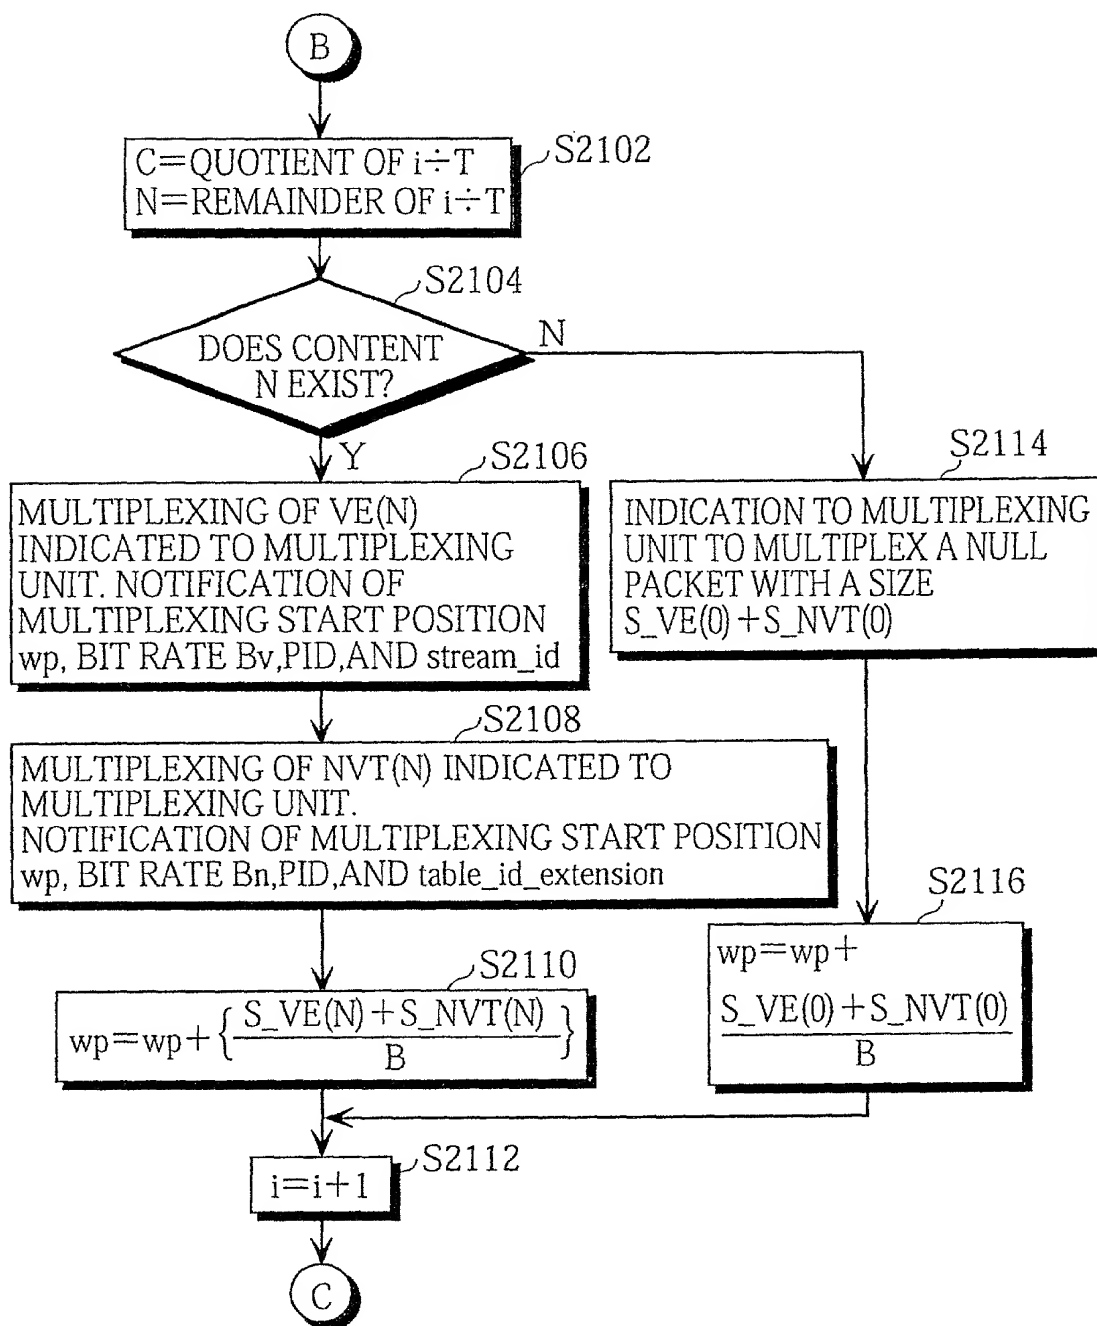 B
C=QUOTIENT OF i÷T
N=REMAINDER OF i÷T
S2102
S2104
DOES CONTENT
N EXIST?
N
Y
S2106
MULTIPLEXING OF VE(N)
INDICATED TO MULTIPLEXING
UNIT. NOTIFICATION OF
MULTIPLEXING START POSITION
wp, BIT RATE Bv,PID,AND stream_id
S2114
INDICATION TO MULTIPLEXING
UNIT TO MULTIPLEX A NULL
PACKET WITH A SIZE
S_VE(0)+S_NVT(0)
S2108
MULTIPLEXING OF NVT(N) INDICATED TO
MULTIPLEXING UNIT.
NOTIFICATION OF MULTIPLEXING START POSITION
wp, BIT RATE Bn,PID,AND table_id_extension
S2110
wp=wp+{S_VE(N)+S_NVT(N)
B}
S2116
wp=wp+
S_VE(0)+S_NVT(0)
B
S2112
i=i+1
C